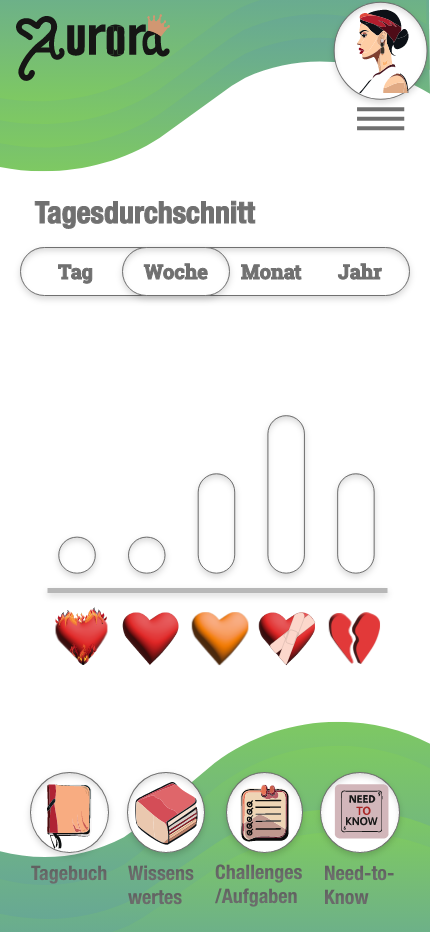 Aurora
Tagesdurchschnitt
Tag Woche Monat Jahr
NEED
TO
KNOW
Tagebuch
Wissens
wertes
Challenges
/Aufgaben
Need-to-
Know